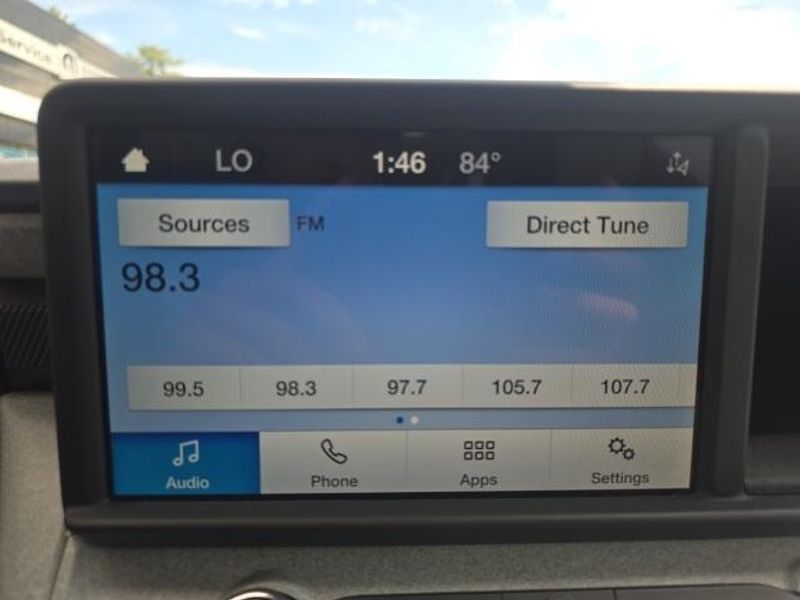 Service
LO 1:46 84°
Sources FM Direct Tune
98.3
99.5 98.3 97.7 105.7 107.7
Audio Phone Apps Settings